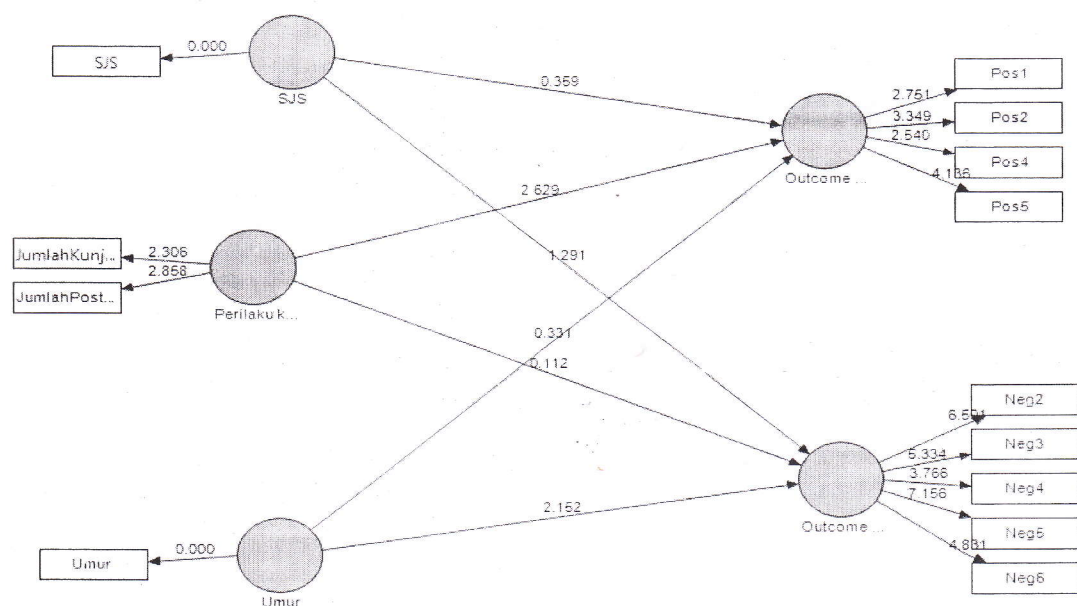 SJS
0.000
SJS
0.359
Pos1
2.751
Pos2
3.349
Pos4
2.540
Pos5
4.136
Outcome ...
2.629
JumlahKunj...
2.306
JumlahPost...
2.858
Perilaku k...
1.291
0.331
0.112
Neg2
Neg3
5.334
Neg4
3.766
Neg5
7.156
Neg6
4.831
Outcome ...
2.152
Umur
0.000
Umur